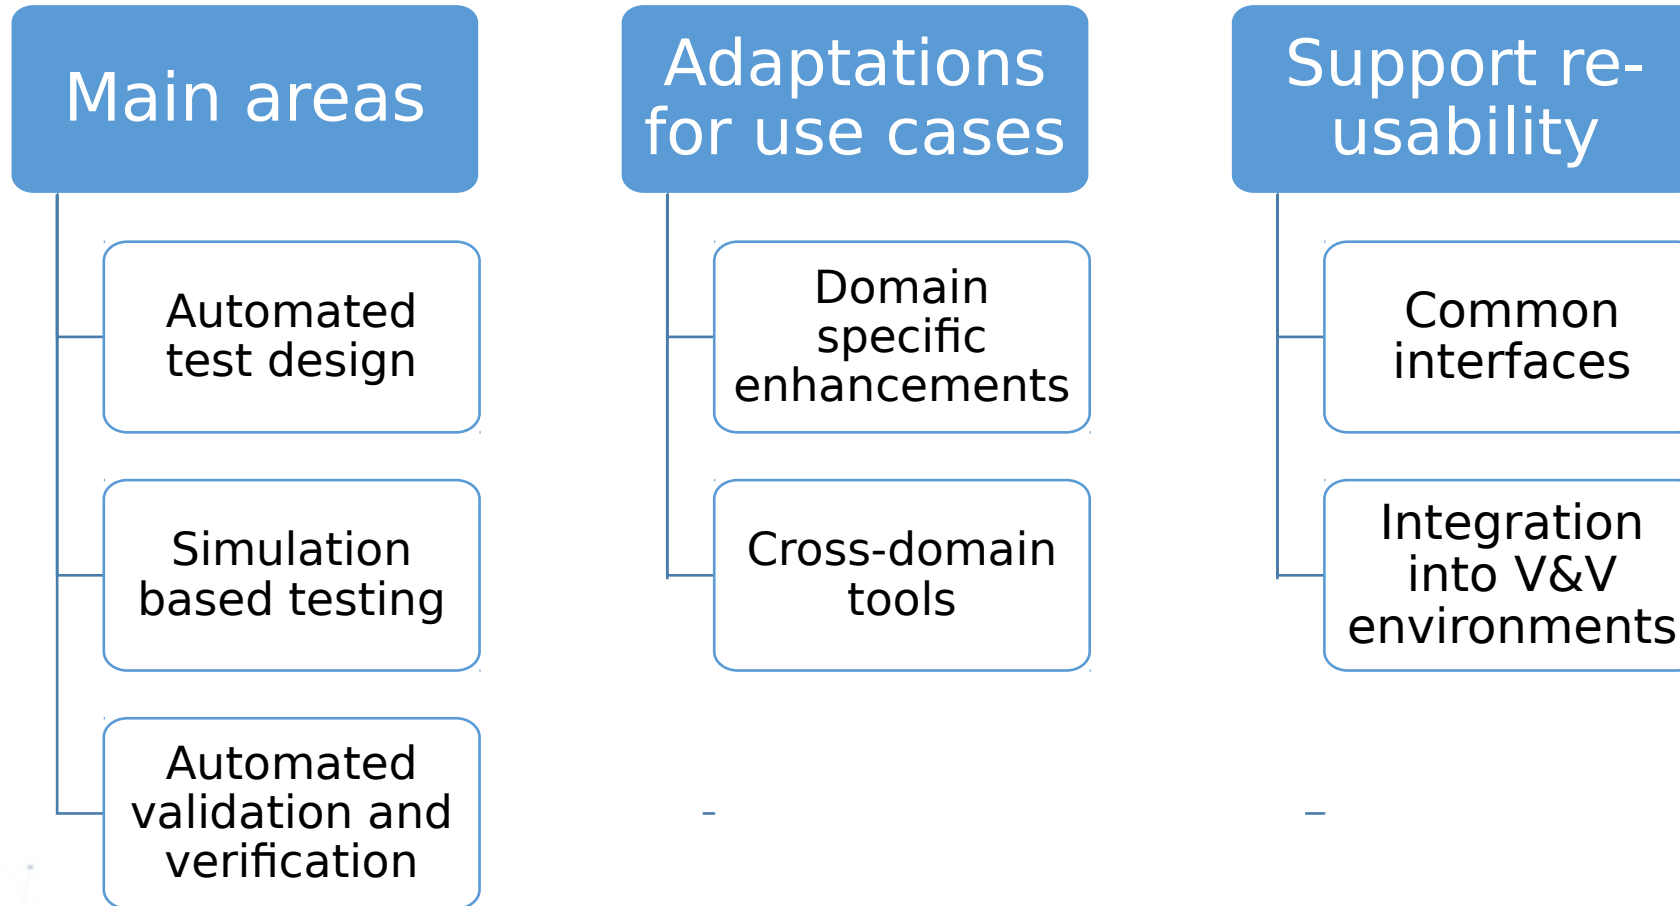 Main areas
Automated
test design
Simulation
based testing
Automated
validation and
verification
Adaptations
for use cases
Domain
specific
enhancements
Cross-domain
tools
Support re-
usability
Common
interfaces
Integration
into V&V
environments